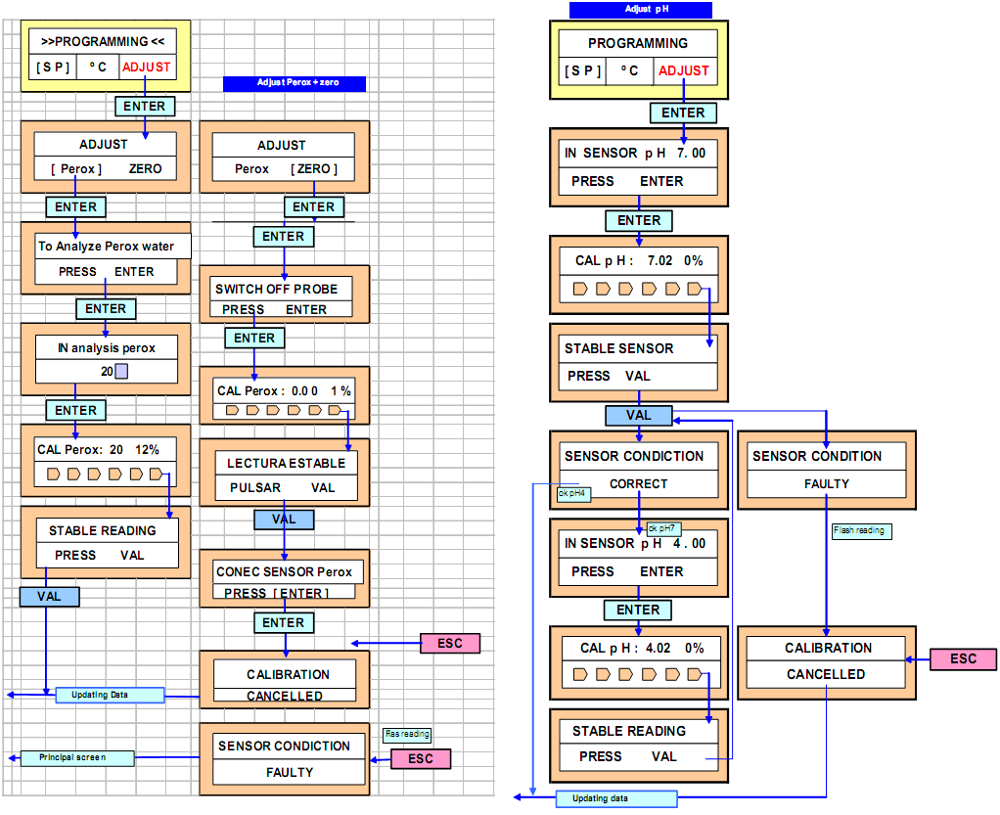 >>PROGRAMMING <<
[ S P ] º C ADJUST
ENTER
ADJUST
[ Perox ] ZERO
ENTER
To Analyze Perox water
PRESS ENTER
ENTER
IN analysis perox
20
ENTER
CAL Perox: 20 12%
STABLE READING
PRESS VAL
VAL
Updating Data
Principal screen
Adjust Perox + zero
ADJUST
Perox [ ZERO ]
ENTER
ENTER
SWITCH OFF PROBE
PRESS ENTER
ENTER
CAL Perox : 0.0 0 1 %
LECTURA ESTABLE
PULSAR VAL
VAL
CONEC SENSOR Perox
PRESS [ ENTER ]
ENTER
ESC
CALIBRATION
CANCELLED
SENSOR CONDICTION
FAULTY
Flas reading
ESC
Adjust p H
PROGRAMMING
[ S P ] º C ADJUST
ENTER
IN SENSOR p H 7. 00
PRESS ENTER
ENTER
CAL p H : 7.02 0%
STABLE SENSOR
PRESS VAL
VAL
SENSOR CONDICTION
CORRECT
ok pH4
ok pH7
IN SENSOR p H 4 . 00
PRESS ENTER
ENTER
CAL p H : 4.02 0%
STABLE READING
PRESS VAL
Updating data
SENSOR CONDITION
FAULTY
Flash reading
CALIBRATION
CANCELLED
ESC